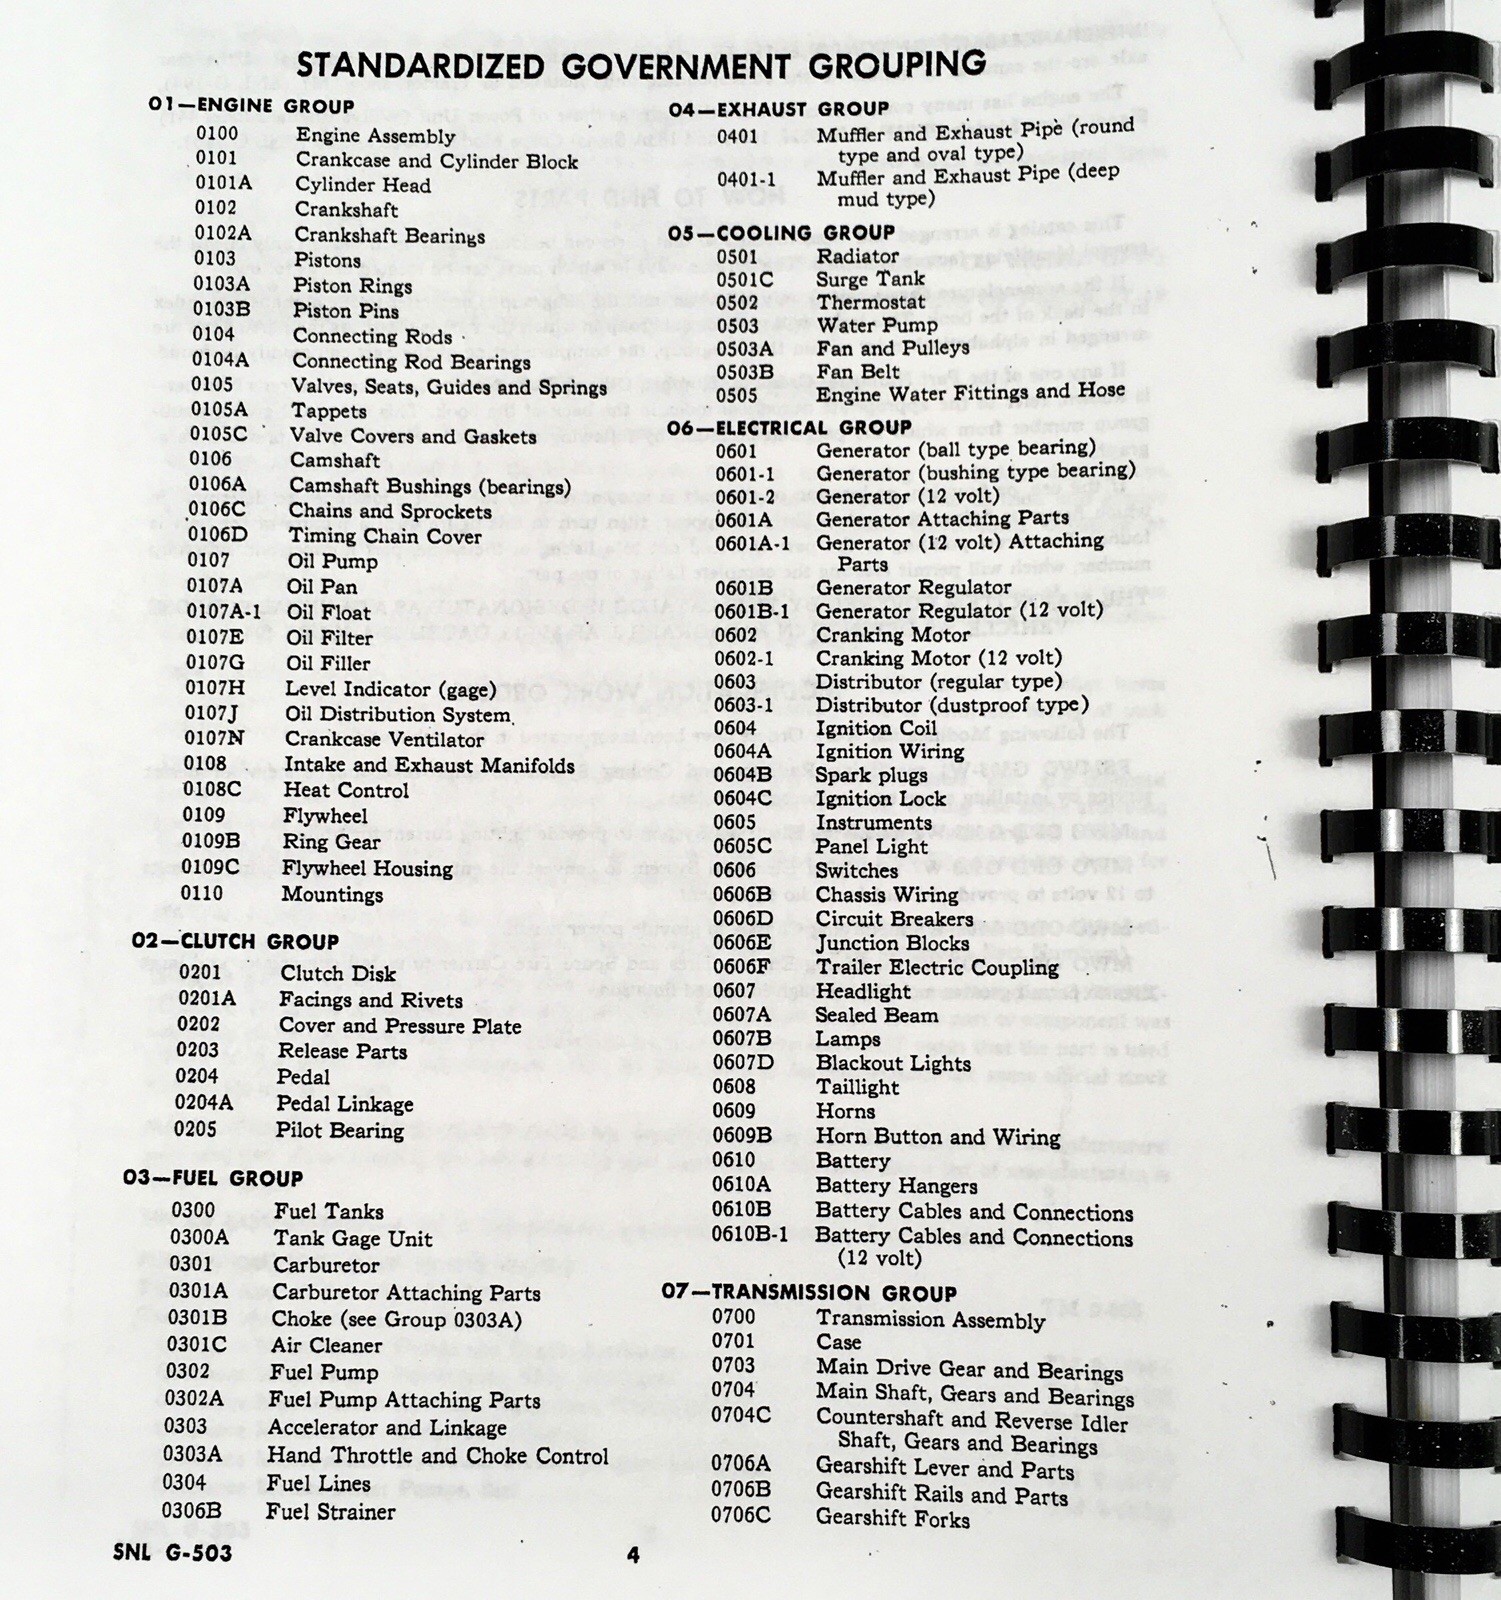 STANDARDIZED GOVERNMENT GROUPING
01—ENGINE GROUP
0100 Engine Assembly
0101 Crankcase and Cylinder Block
0101A Cylinder Head
0102 Crankshaft
0102A Crankshaft Bearings
0103 Pistons
0103A Piston Rings
0103B Piston Pins
0104 Connecting Rods
0104A Connecting Rod Bearings
0105 Valves, Seats, Guides and Springs
0105A Tappets
0105C Valve Covers and Gaskets
0106 Camshaft
0106A Camshaft Bushings (bearings)
0106C Chains and Sprockets
0106D Timing Chain Cover
0107 Oil Pump
0107A Oil Pan
0107A-1 Oil Float
0107E Oil Filter
0107G Oil Filler
0107H Level Indicator (gage)
0107J Oil Distribution System
0107N Crankcase Ventilator
0108 Intake and Exhaust Manifolds
0108C Heat Control
0109 Flywheel
0109B Ring Gear
0109C Flywheel Housing
0110 Mountings
02—CLUTCH GROUP
0201 Clutch Disk
0201A Facings and Rivets
0202 Cover and Pressure Plate
0203 Release Parts
0204 Pedal
0204A Pedal Linkage
0205 Pilot Bearing
03—FUEL GROUP
0300 Fuel Tanks
0300A Tank Gage Unit
0301 Carburetor
0301A Carburetor Attaching Parts
0301B Choke (see Group 0303A)
0301C Air Cleaner
0302 Fuel Pump
0302A Fuel Pump Attaching Parts
0303 Accelerator and Linkage
0303A Hand Throttle and Choke Control
0304 Fuel Lines
0306B Fuel Strainer
04—EXHAUST GROUP
0401 Muffler and Exhaust Pipe (round
type and oval type)
0401-1 Muffler and Exhaust Pipe (deep
mud type)
05—COOLING GROUP
0501 Radiator
0501C Surge Tank
0502 Thermostat
0503 Water Pump
0503A Fan and Pulleys
0503B Fan Belt
0505 Engine Water Fittings and Hose
06—ELECTRICAL GROUP
0601 Generator (ball type bearing)
0601-1 Generator (bushing type bearing)
0601-2 Generator (12 volt)
0601A Generator Attaching Parts
0601A-1 Generator (12 volt) Attaching
Parts
0601B Generator Regulator
0601B-1 Generator Regulator (12 volt)
0602 Cranking Motor
0602-1 Cranking Motor (12 volt)
0603 Distributor (regular type)
0603-1 Distributor (dustproof type)
0604 Ignition Coil
0604A Ignition Wiring
0604B Spark plugs
0604C Ignition Lock
0605 Instruments
0605C Panel Light
0606 Switches
0606B Chassis Wiring
0606D Circuit Breakers
0606E Junction Blocks
0606F Trailer Electric Coupling
0607 Headlight
0607A Sealed Beam
0607B Lamps
0607D Blackout Lights
0608 Taillight
0609 Horns
0609B Horn Button and Wiring
0610 Battery
0610A Battery Hangers
0610B Battery Cables and Connections
0610B-1 Battery Cables and Connections
(12 volt)
07—TRANSMISSION GROUP
0700 Transmission Assembly
0701 Case
0703 Main Drive Gear and Bearings
0704 Main Shaft, Gears and Bearings
0704C Countershaft and Reverse Idler
Shaft, Gears and Bearings
0706A Gearshift Lever and Parts
0706B Gearshift Rails and Parts
0706C Gearshift Forks
SNL G-503 4